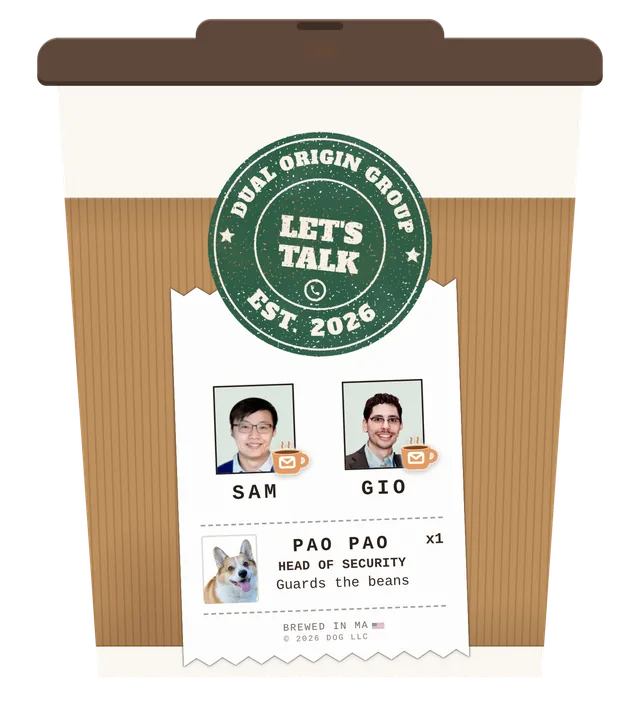 DUAL ORIGIN GROUP
LET'S
TALK
EST. 2026
SAM
GIO
PAO PAO
x1
HEAD OF SECURITY
Guards the beans
BREWED IN MA
© 2026 DOG LLC